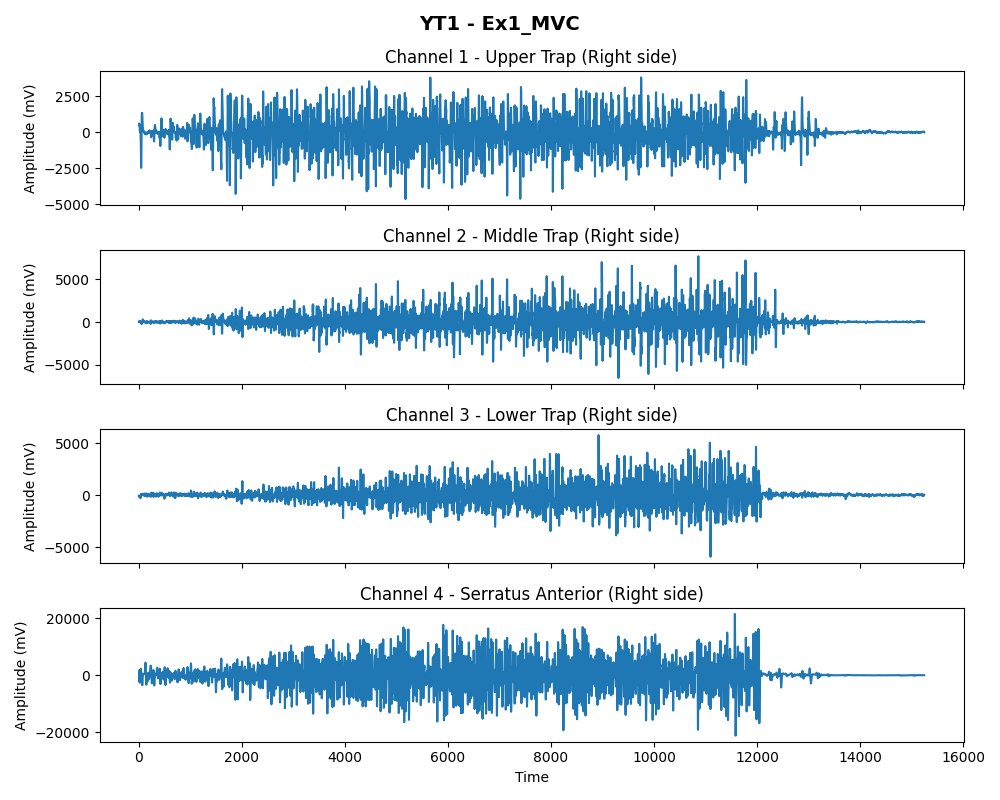 YT1 - Ex1_MVC
Channel 1 - Upper Trap (Right side)
2500
0
−2500
−5000
Amplitude (mV)
Channel 2 - Middle Trap (Right side)
5000
0
−5000
Amplitude (mV)
Channel 3 - Lower Trap (Right side)
5000
0
−5000
Amplitude (mV)
Channel 4 - Serratus Anterior (Right side)
20000
0
−20000
Amplitude (mV)
0 2000 4000 6000 8000 10000 12000 14000 16000
Time